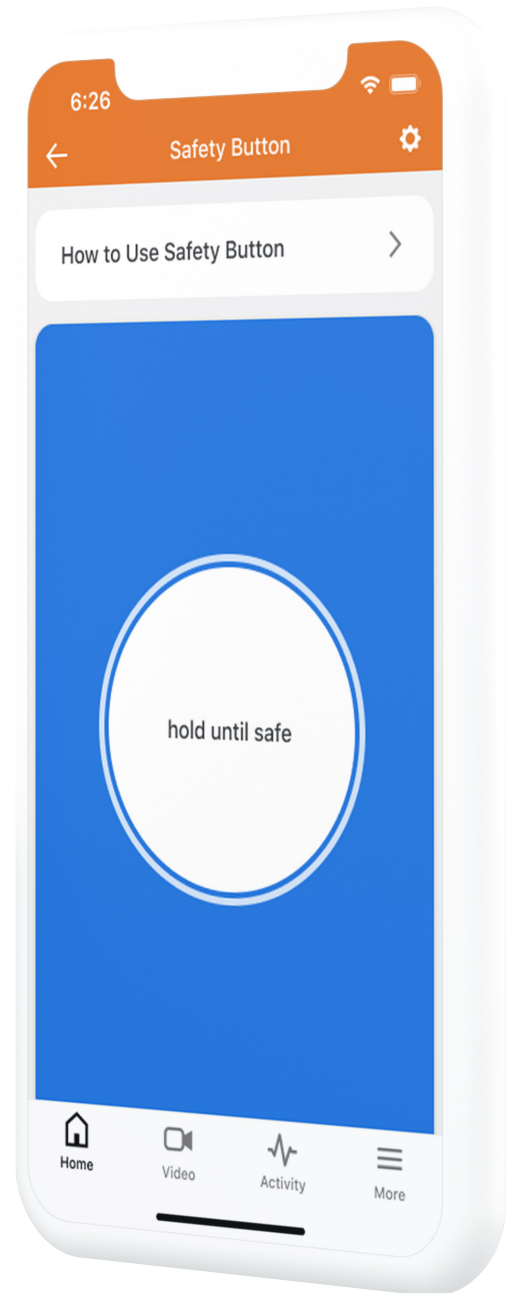 6:26
Safety Button
How to Use Safety Button
hold until safe
Home
Video
Activity
More